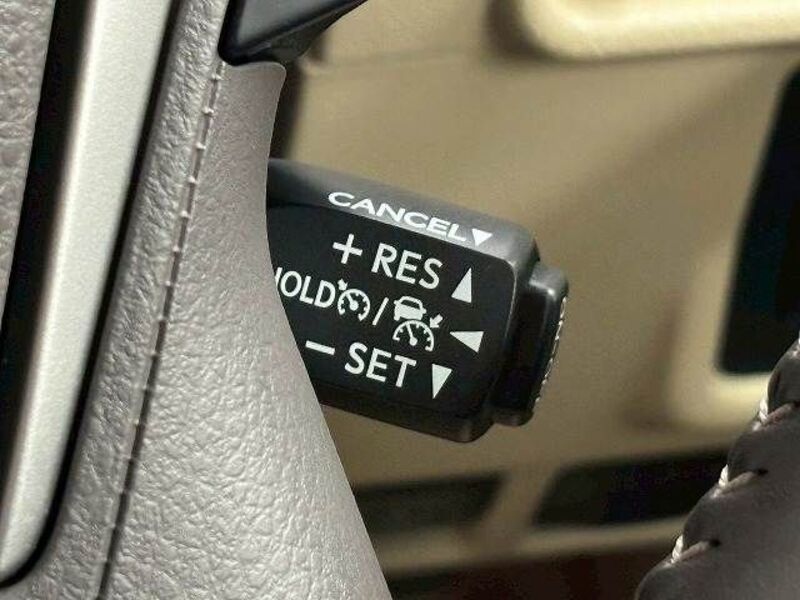 CANCEL▼
+ RES ▲
HOLD / ◀
− SET ▼